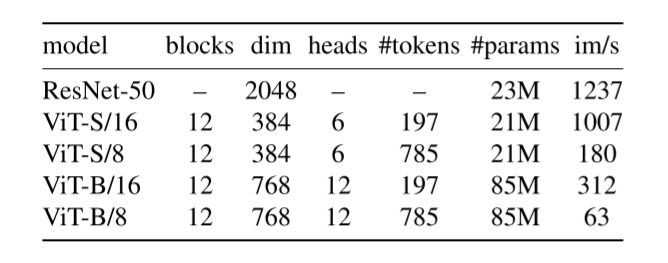 model blocks dim heads #tokens #params im/s
ResNet-50 – 2048 – – 23M 1237
ViT-S/16 12 384 6 197 21M 1007
ViT-S/8 12 384 6 785 21M 180
ViT-B/16 12 768 12 197 85M 312
ViT-B/8 12 768 12 785 85M 63